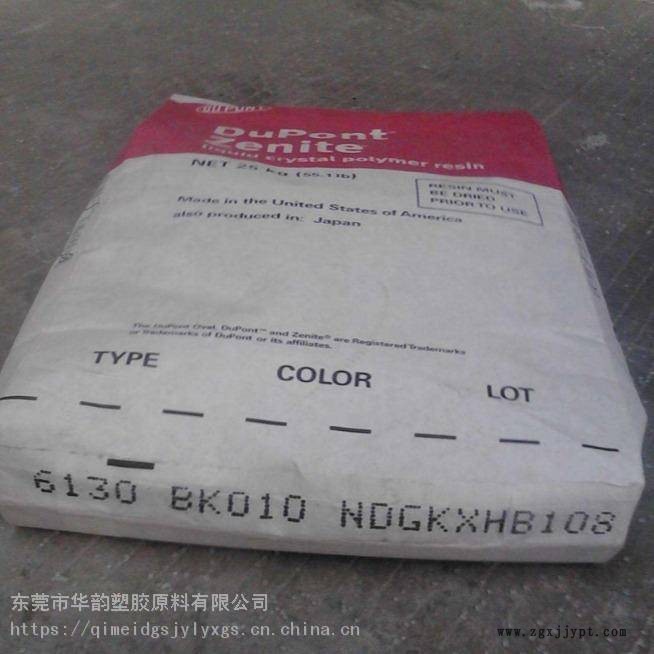 DUPONT
DuPont™
Zenite®
liquid crystal polymer resin
NET 25 kg (55.1 lb)
RESIN MUST
BE DRIED
PRIOR TO USE
Made in the United States of America
also produced in: Japan
The DuPont Oval, DuPont™ and Zenite® are Registered Trademarks
or Trademarks of DuPont or its affiliates.
TYPE COLOR LOT
6130 BK010 NDGKXHB108
东莞市华韵塑胶原料有限公司
https://qimeidgsjylyxgs.cn.china.cn/
www.zgxjjypt.com